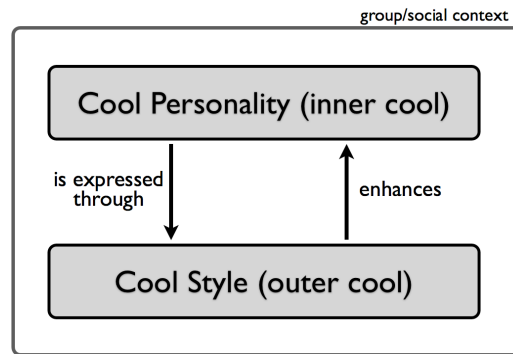 group/social context
Cool Personality (inner cool)
is expressed
through
enhances
Cool Style (outer cool)